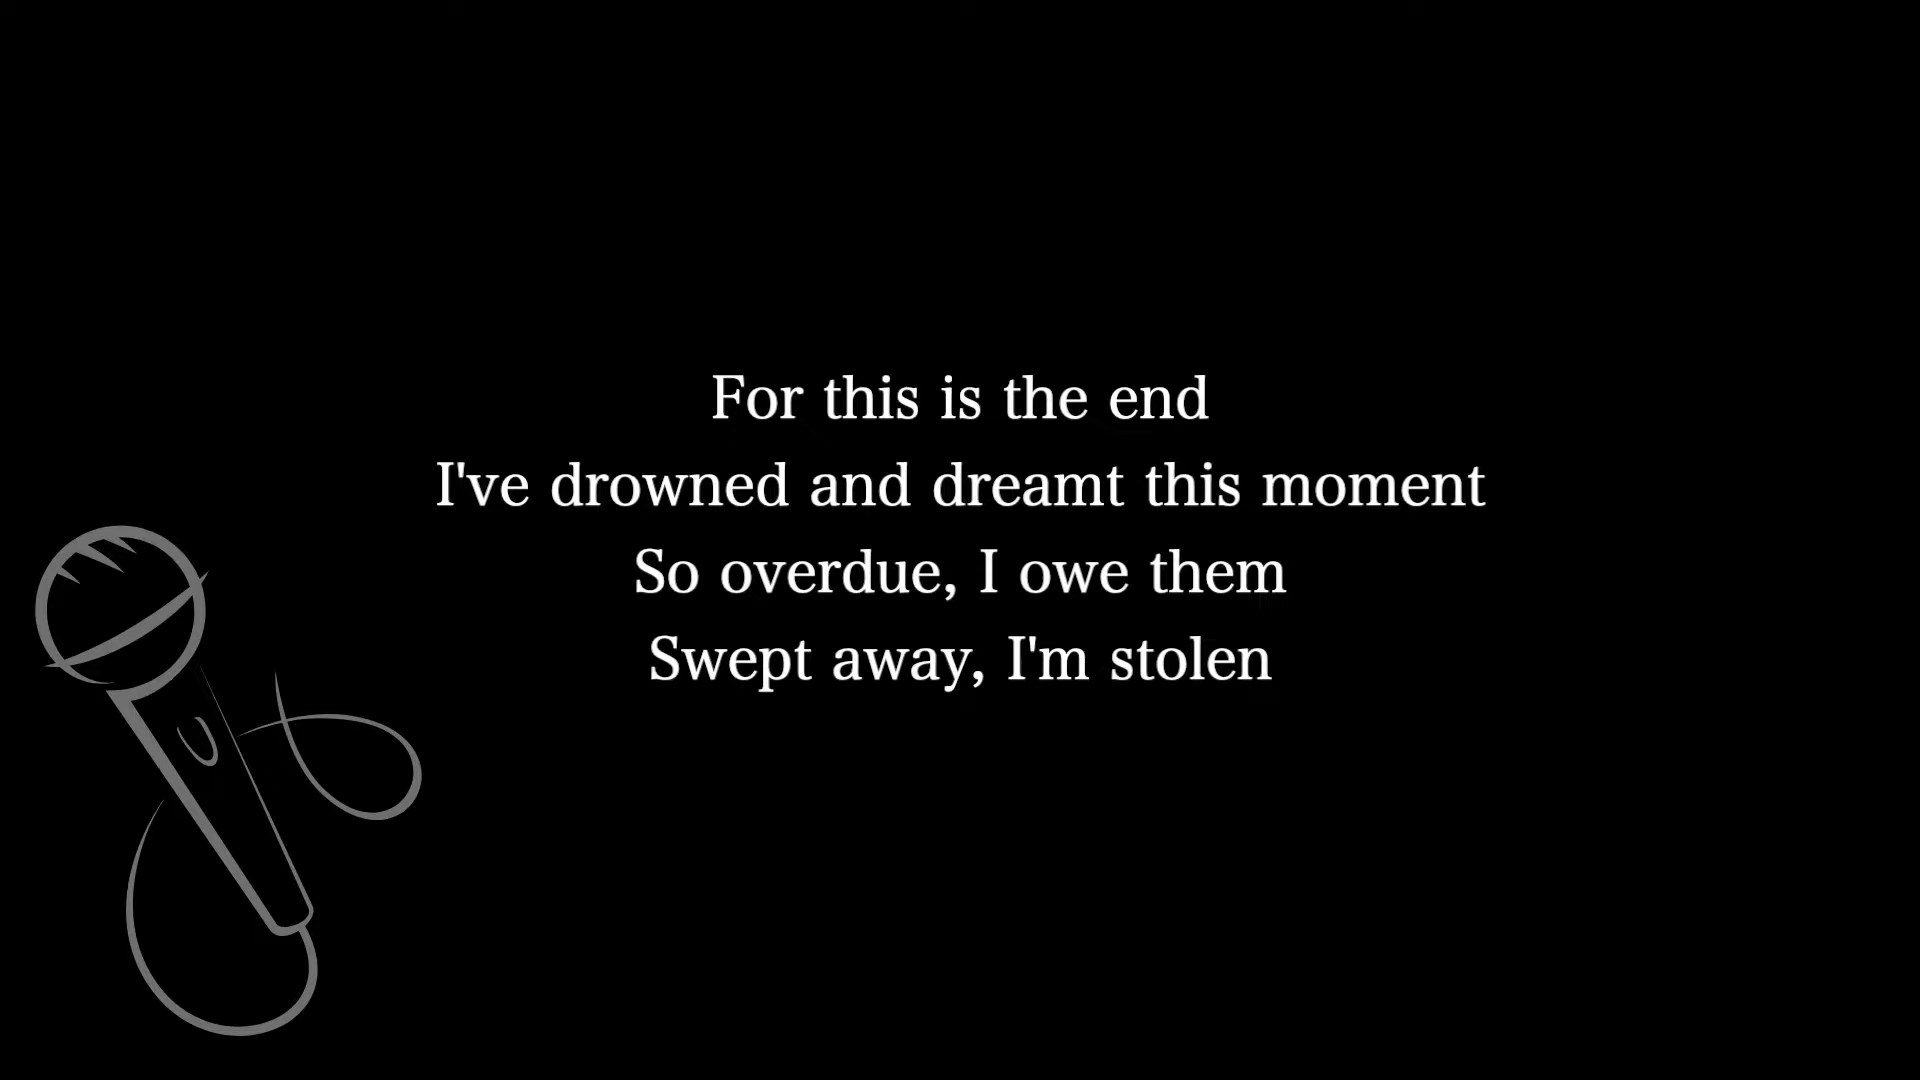 For this is the end
I've drowned and dreamt this moment
So overdue, I owe them
Swept away, I'm stolen